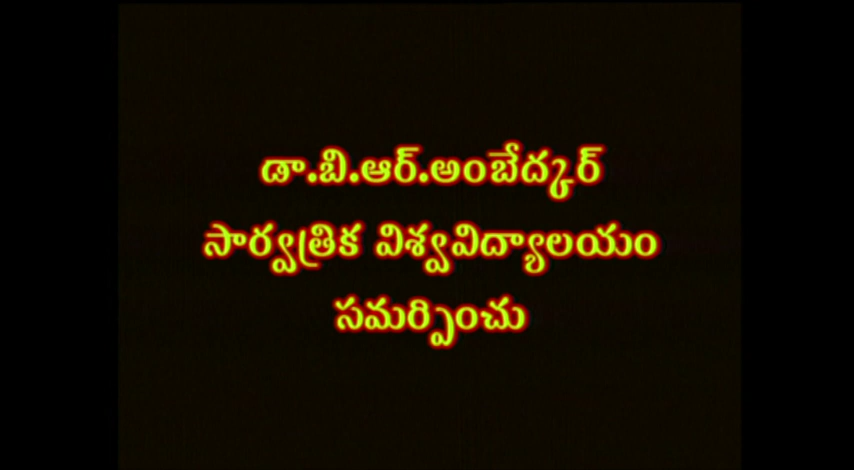 డా.బి.ఆర్.అంబేద్కర్
సార్వత్రిక విశ్వవిద్యాలయం
సమర్పించు